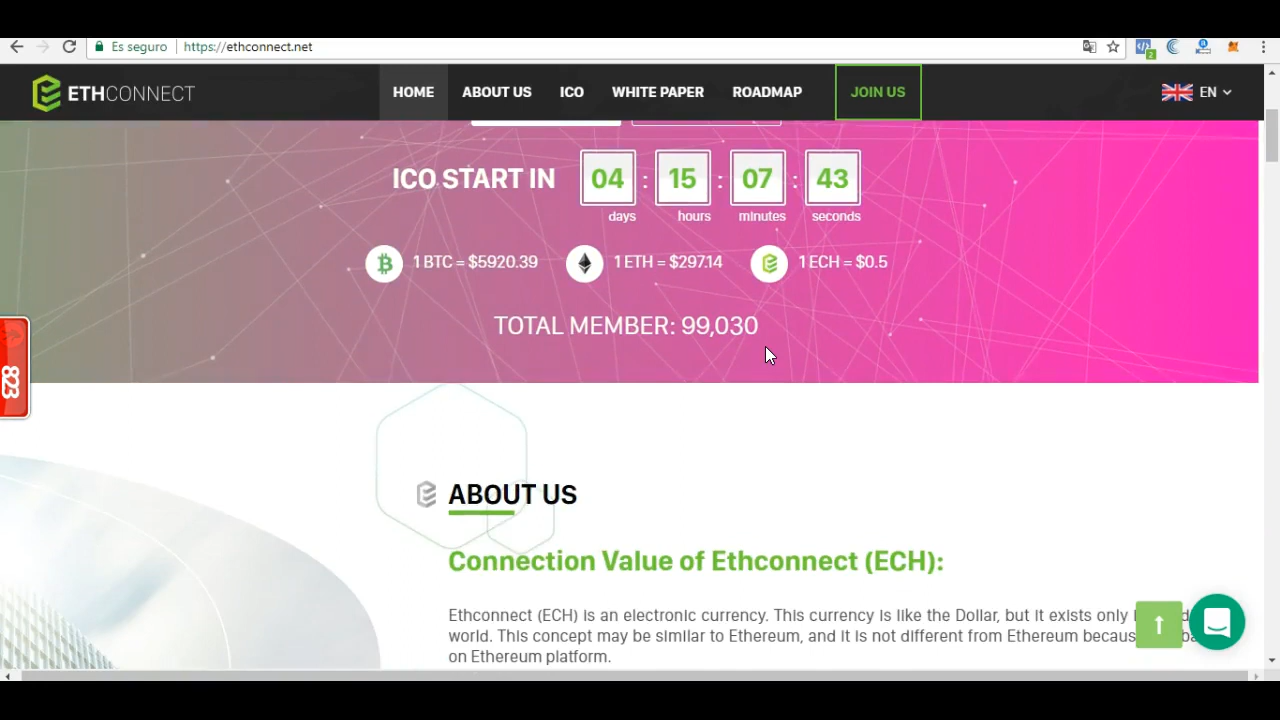 Es seguro https://ethconnect.net
2
ETHCONNECT HOME ABOUT US ICO WHITE PAPER ROADMAP JOIN US EN
ICO START IN 04 : 15 : 07 : 43
days hours minutes seconds
1 BTC = $5920.39 1 ETH = $297.14 1 ECH = $0.5
TOTAL MEMBER: 99,030
823
ABOUT US
Connection Value of Ethconnect (ECH):
Ethconnect (ECH) is an electronic currency. This currency is like the Dollar, but it exists only
world. This concept may be similar to Ethereum, and it is not different from Ethereum
on Ethereum platform.